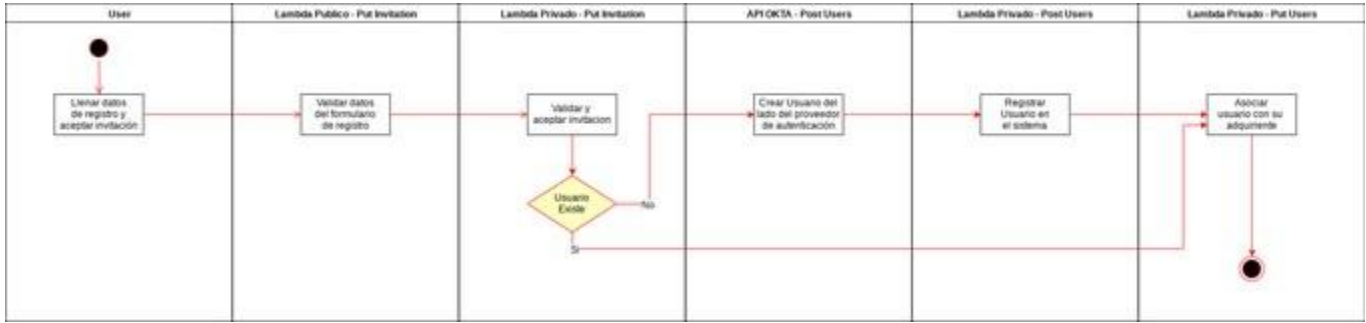 User
Lambda Publico - Put Invitation
Lambda Privado - Put Invitation
API OKTA - Post Users
Lambda Privado - Post Users
Lambda Privado - Put Users
Llenar datos
de registro y
aceptar invitación
Validar datos
del formulario
de registro
Validar y
aceptar invitacion
Crear Usuario del
lado del proveedor
de autenticación
Registrar
Usuario en
el sistema
Asociar
usuario con su
adquiriente
Usuario
Existe
No
Si